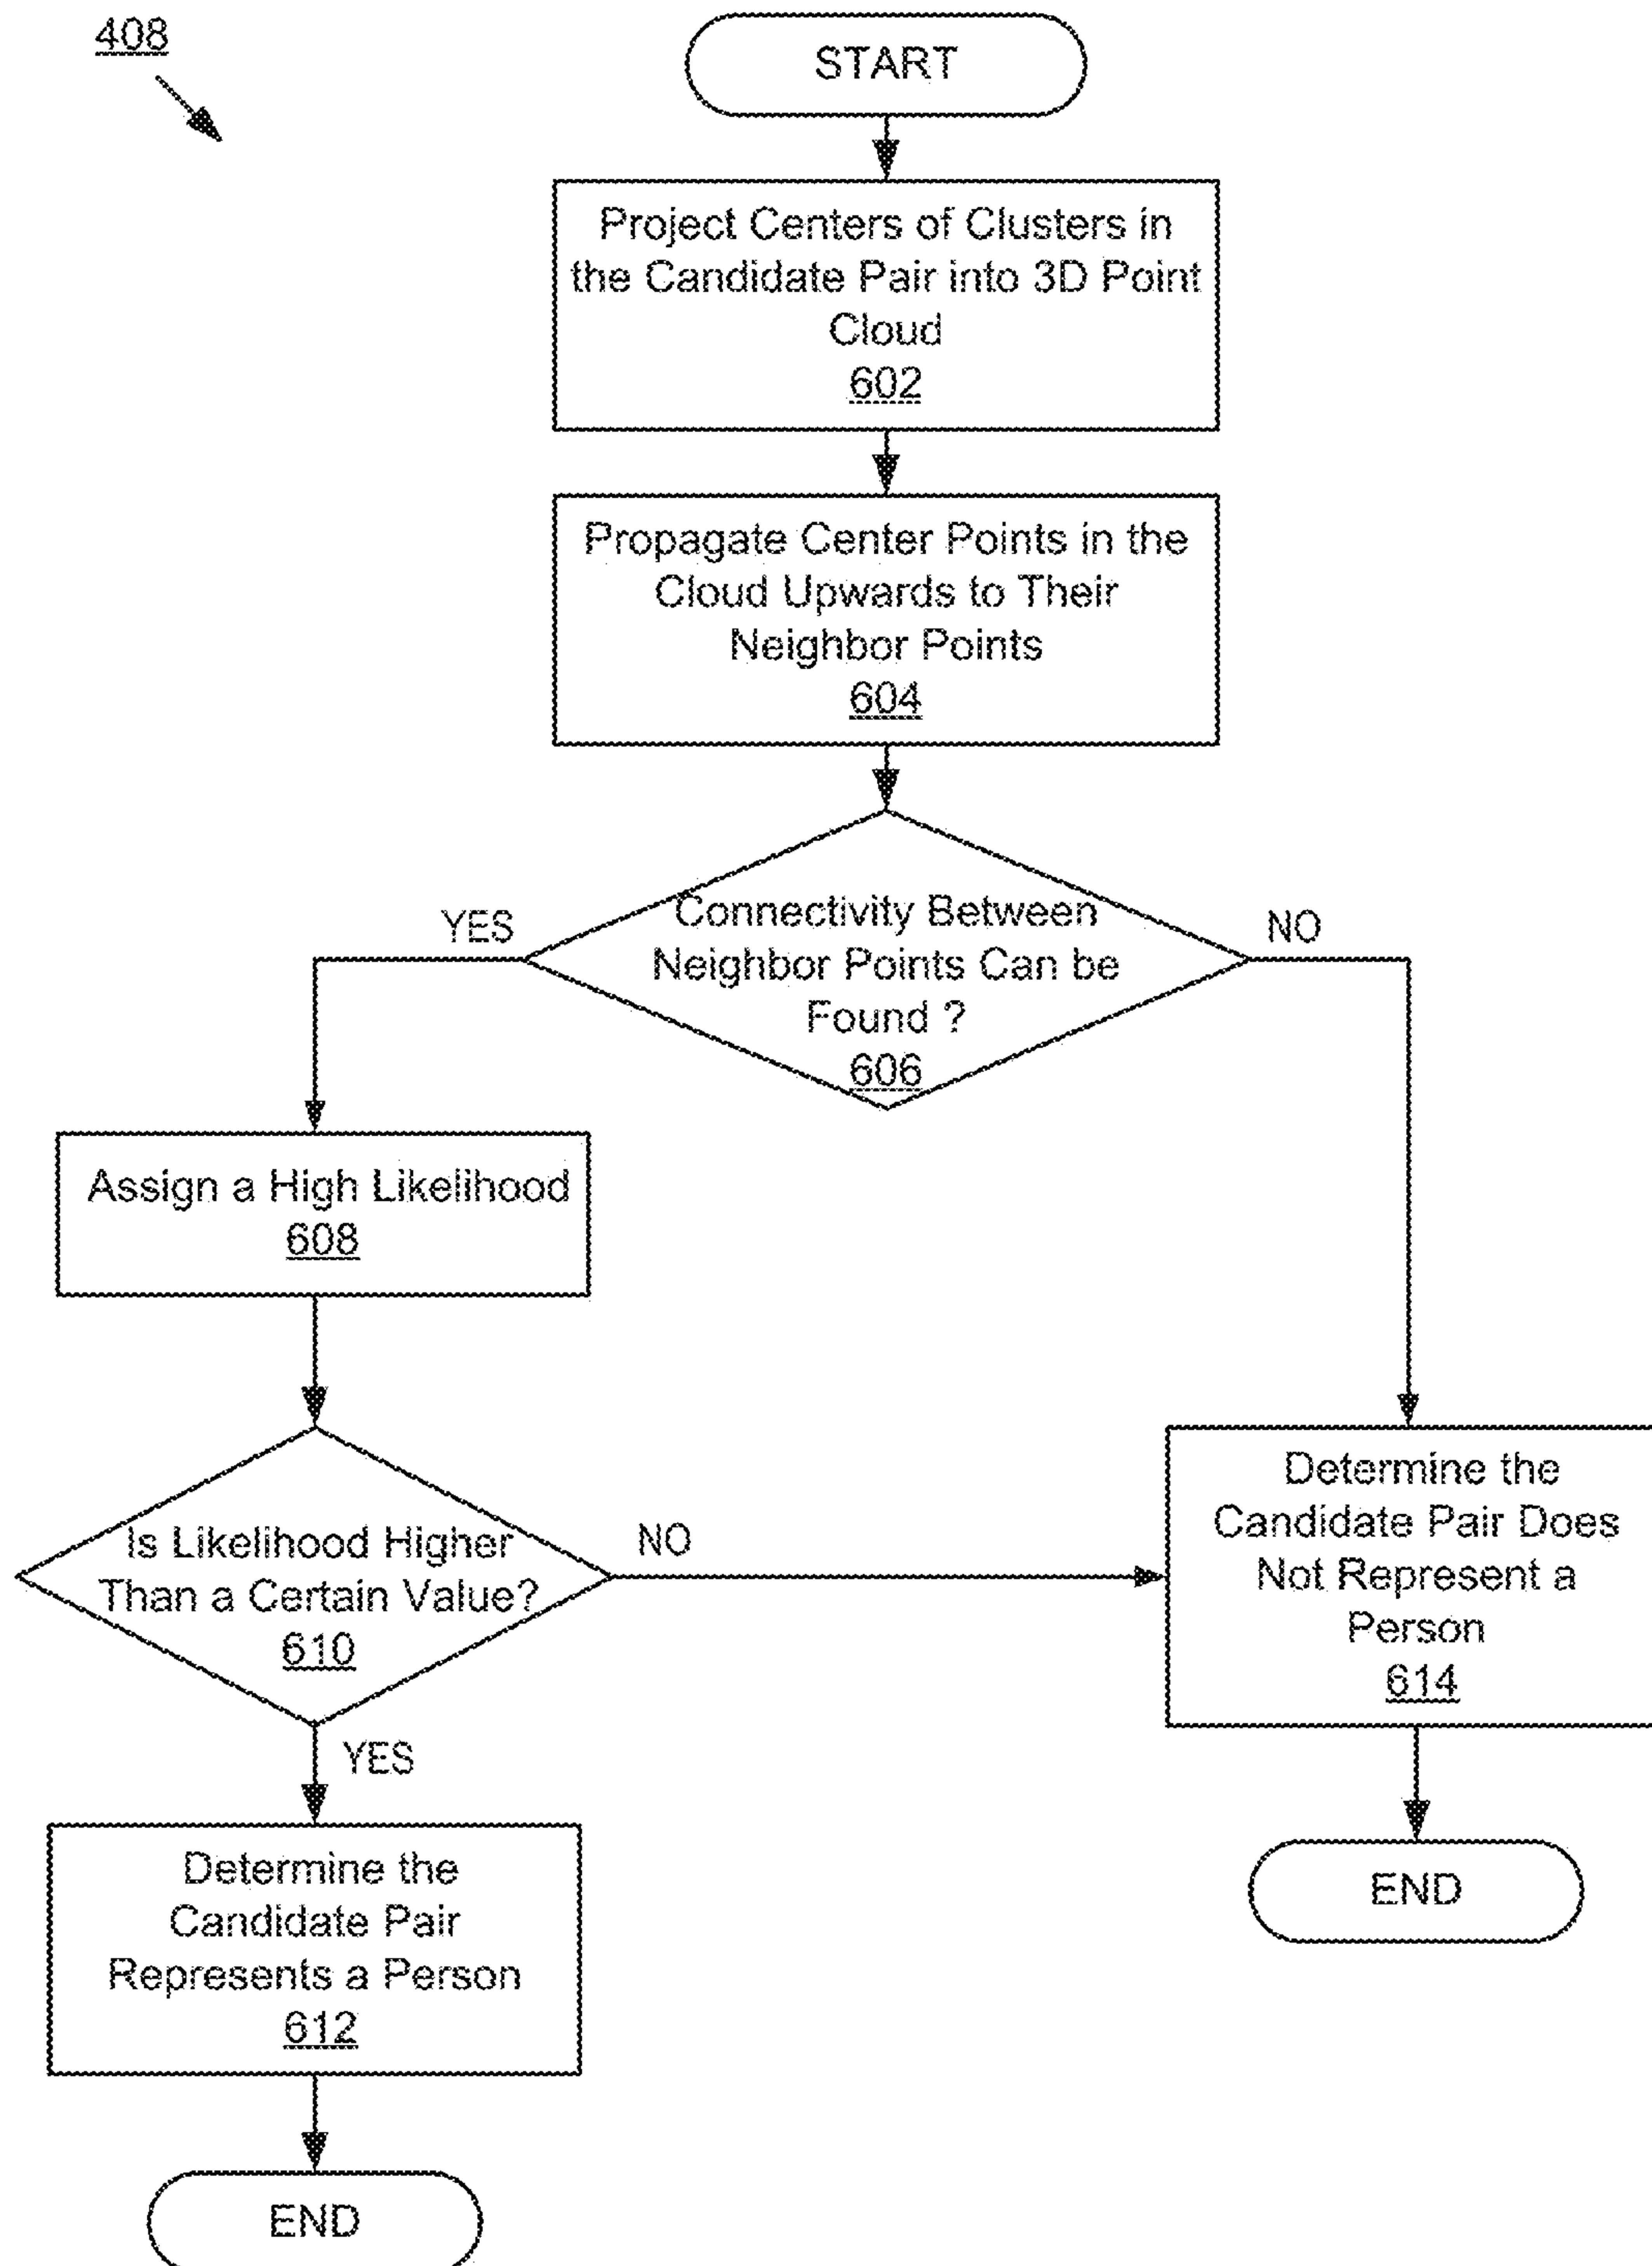 408
START
Project Centers of Clusters in
the Candidate Pair into 3D Point
Cloud
602
Propagate Center Points in the
Cloud Upwards to Their
Neighbor Points
604
Connectivity Between
Neighbor Points Can be
Found ?
606
YES
NO
Assign a High Likelihood
608
Is Likelihood Higher
Than a Certain Value?
610
NO
YES
Determine the
Candidate Pair Does
Not Represent a
Person
614
END
Determine the
Candidate Pair
Represents a Person
612
END